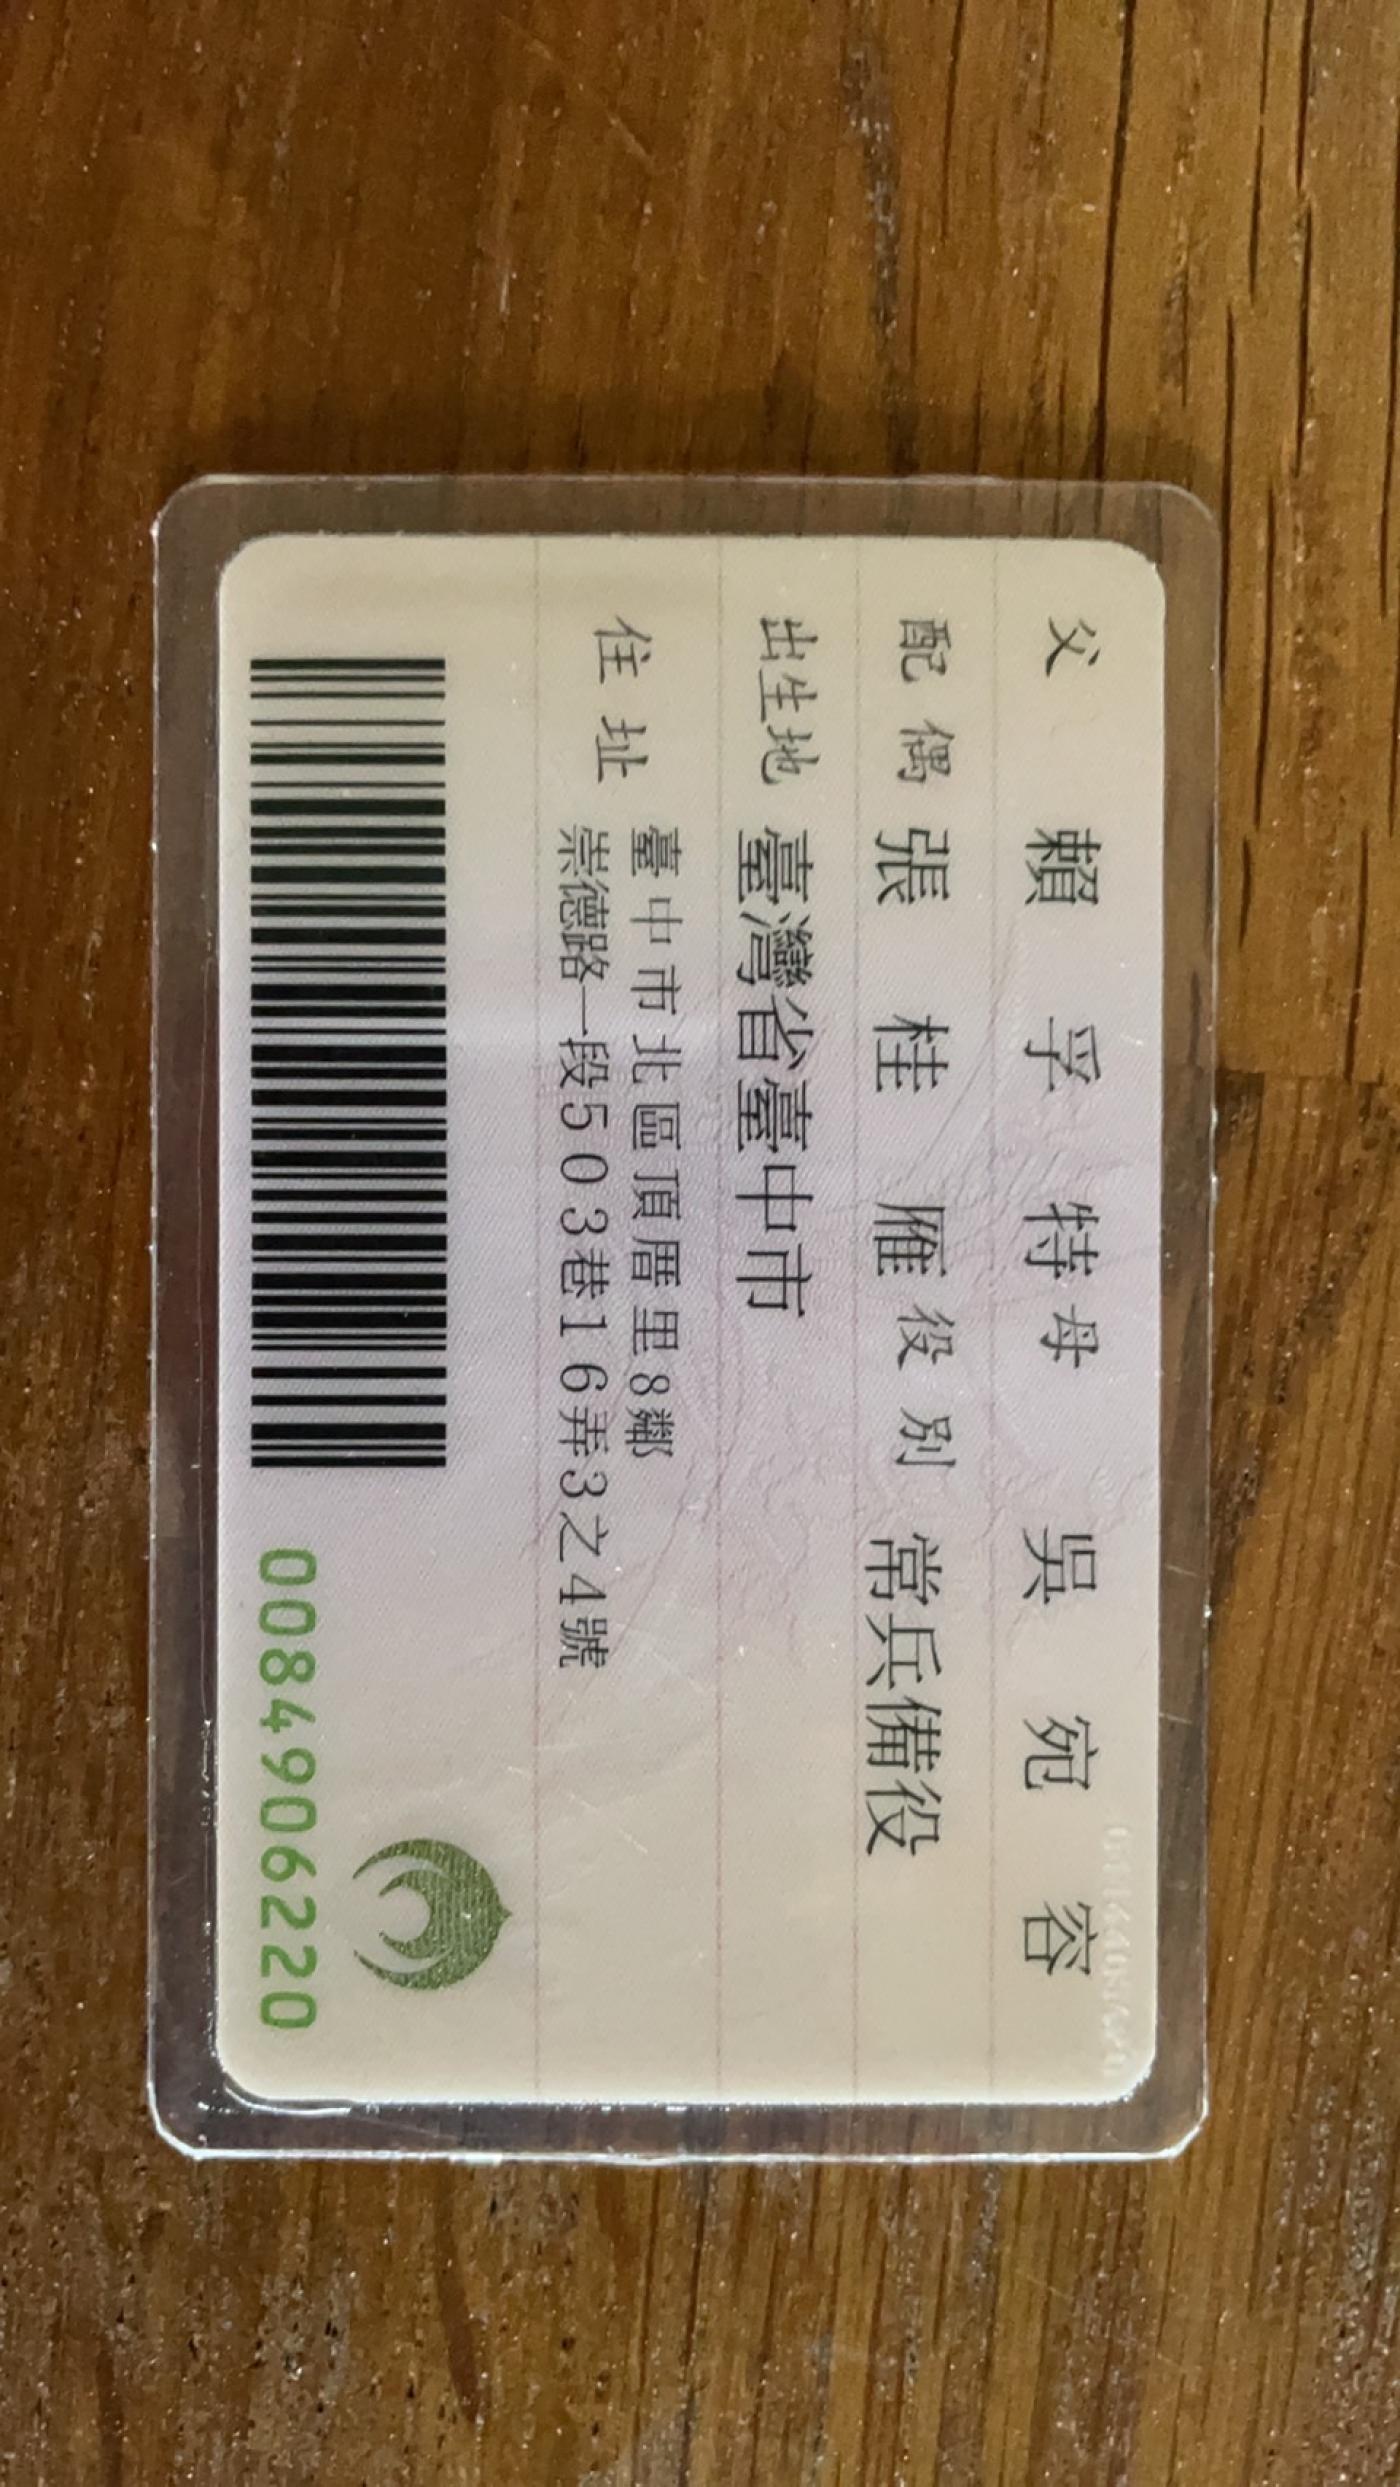 父 賴孚特 母 吳宛容
配偶 張桂雁 役別 常兵備役
出生地 臺灣省臺中市
住址 臺中市北區頂厝里8鄰
崇德路一段503巷16弄3之4號
0084906220